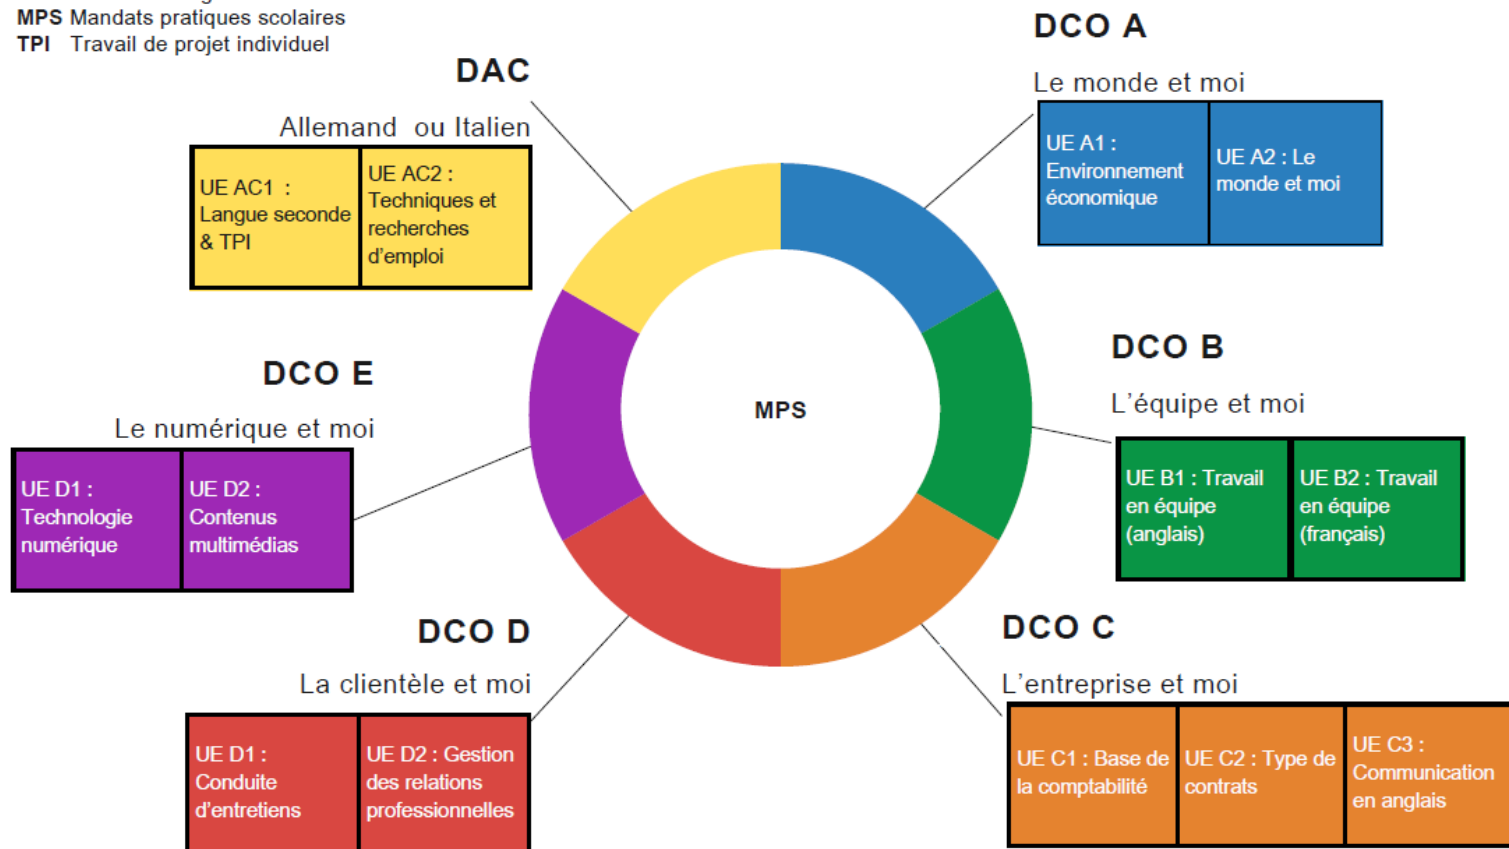 MPS Mandats pratiques scolaires
TPI Travail de projet individuel
DAC
Allemand ou Italien
UE AC1 :
Langue seconde
& TPI
UE AC2 :
Techniques et
recherches
d'emploi
DCO A
Le monde et moi
UE A1 :
Environnement
économique
UE A2 : Le
monde et moi
DCO E
Le numérique et moi
UE D1 :
Technologie
numérique
UE D2 :
Contenus
multimédias
MPS
DCO B
L'équipe et moi
UE B1 : Travail
en équipe
(anglais)
UE B2 : Travail
en équipe
(français)
DCO D
La clientèle et moi
UE D1 :
Conduite
d'entretiens
UE D2 : Gestion
des relations
professionnelles
DCO C
L'entreprise et moi
UE C1 : Base de
la comptabilité
UE C2 : Type de
contrats
UE C3 :
Communication
en anglais